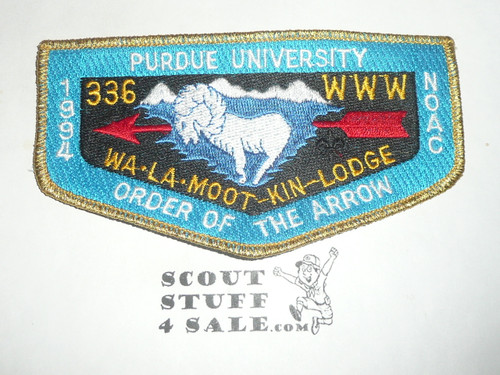 PURDUE UNIVERSITY
1994
NOAC
336 WWW
WA-LA-MOOT-KIN-LODGE
ORDER OF THE ARROW
SCOUT
STUFF
4 SALE.COM